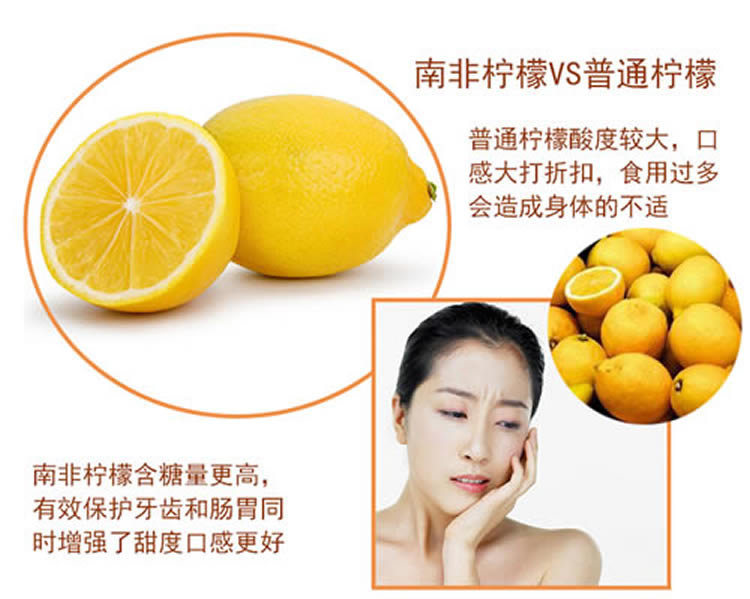 南非柠檬VS普通柠檬
普通柠檬酸度较大，口
感大打折扣，食用过多
会造成身体的不适
南非柠檬含糖量更高，
有效保护牙齿和肠胃同
时增强了甜度口感更好